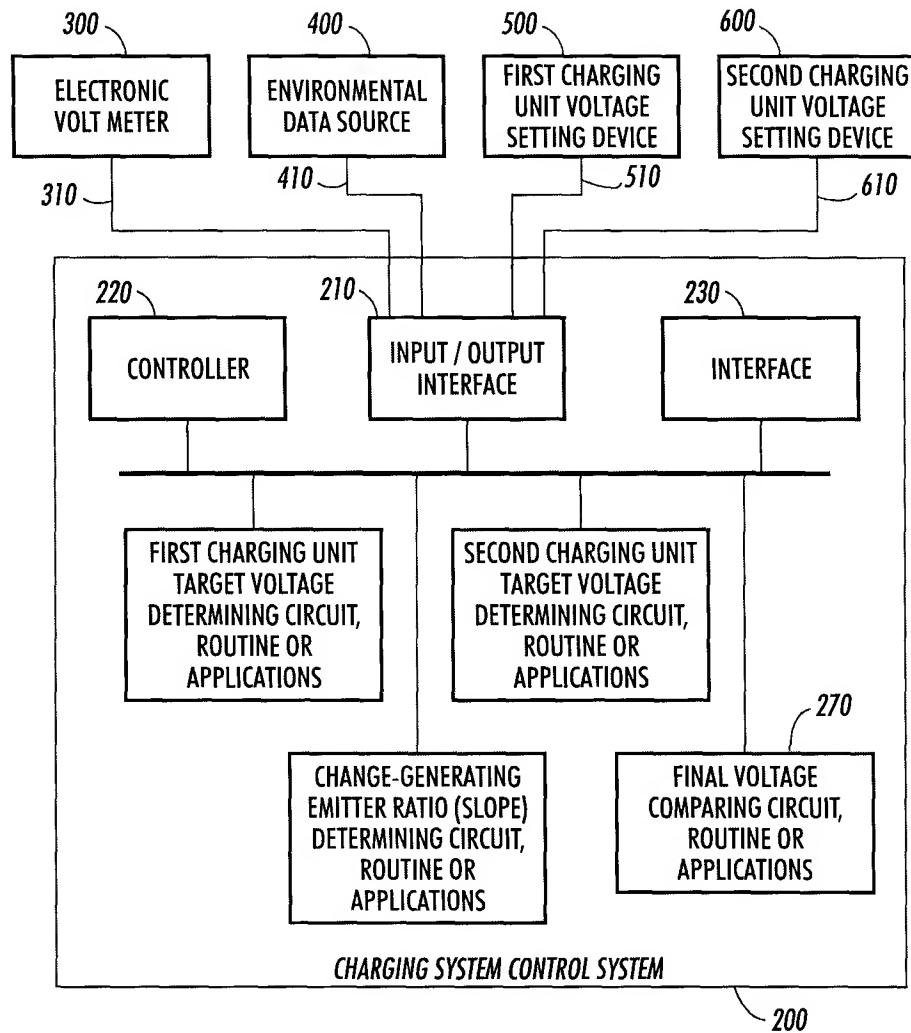 300
400
500
600
ELECTRONIC
VOLT METER
ENVIRONMENTAL
DATA SOURCE
FIRST CHARGING
UNIT VOLTAGE
SETTING DEVICE
SECOND CHARGING
UNIT VOLTAGE
SETTING DEVICE
310
410
510
610
220
210
230
CONTROLLER
INPUT / OUTPUT
INTERFACE
INTERFACE
FIRST CHARGING UNIT
TARGET VOLTAGE
DETERMINING CIRCUIT,
ROUTINE OR
APPLICATIONS
SECOND CHARGING UNIT
TARGET VOLTAGE
DETERMINING CIRCUIT,
ROUTINE OR
APPLICATIONS
270
CHANGE-GENERATING
EMITTER RATIO (SLOPE)
DETERMINING CIRCUIT,
ROUTINE OR
APPLICATIONS
FINAL VOLTAGE
COMPARING CIRCUIT,
ROUTINE OR
APPLICATIONS
CHARGING SYSTEM CONTROL SYSTEM
200